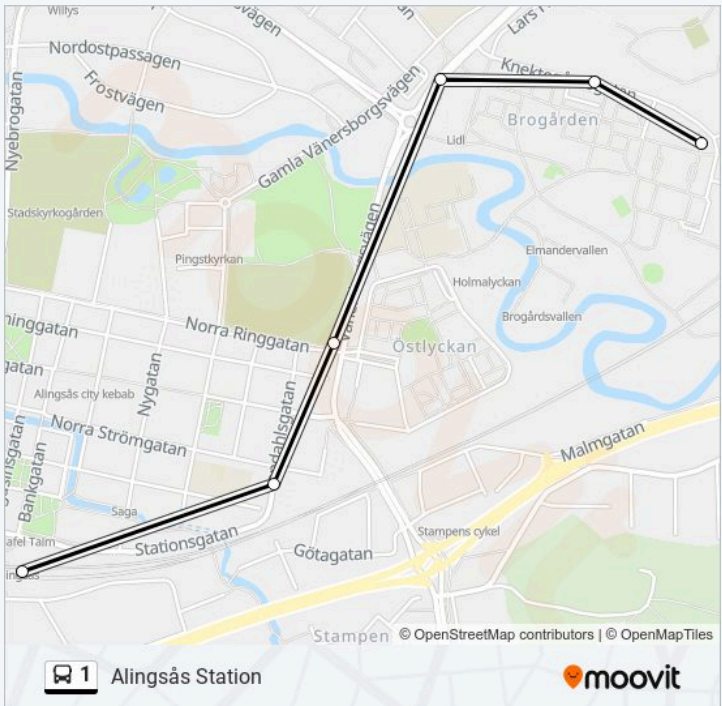 Willys
Lars
Nordostpassagen
Frostvägen
Nyebrogatan
Gamla Vänersborgsvägen
Brogården
Lidl
Stadskyrkogården
Pingstkyrkan
Elmandervallen
Holmalyckan
Brogårdsvallen
Norra Ringgatan
Östlyckan
Alingsås city kebab
Nygatan
Norra Strömgatan
Bankgatan
Malmgatan
Saga
Stationsgatan
Stampens cykel
Götagatan
Stampen
© OpenStreetMap contributors | © OpenMapTiles
1 Alingsås Station
moovit